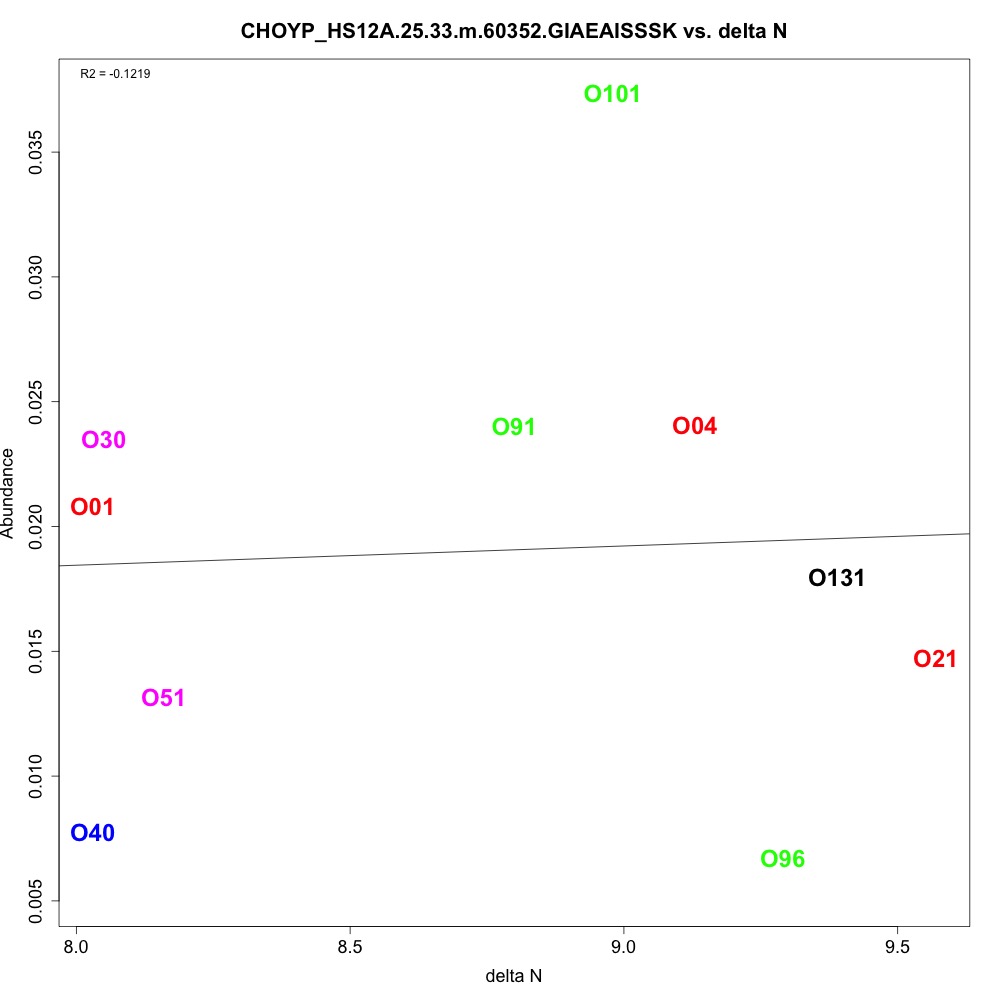 CHOYP_HS12A.25.33.m.60352.GIAEAISSSK vs. delta N
R2 = -0.1219
O101
0.035
0.030
0.025
O91
O04
O30
O01
0.020
Abundance
O131
0.015
O21
O51
0.010
O40
O96
0.005
8.0 8.5 9.0 9.5
delta N